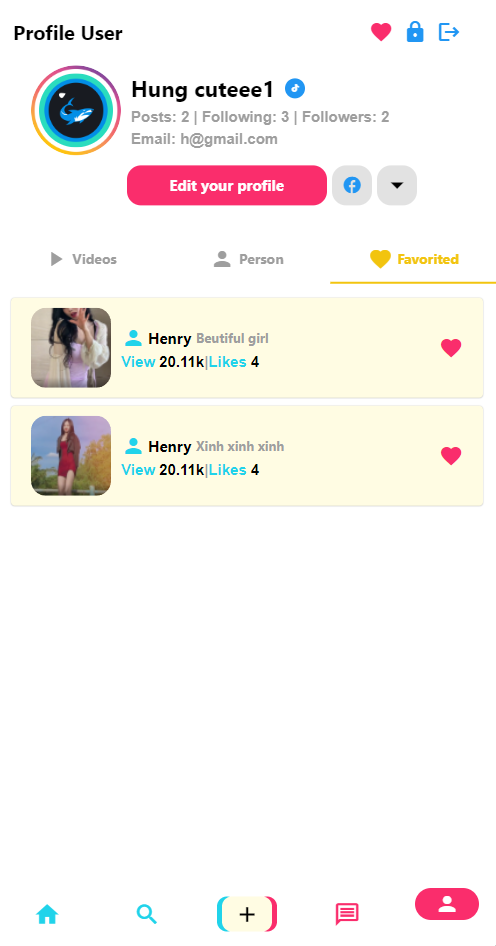 Profile User
Hung cuteee1
Posts: 2 | Following: 3 | Followers: 2
Email: h@gmail.com
Edit your profile
Videos Person Favorited
Henry Beutiful girl
View 20.11k|Likes 4
Henry Xinh xinh xinh
View 20.11k|Likes 4